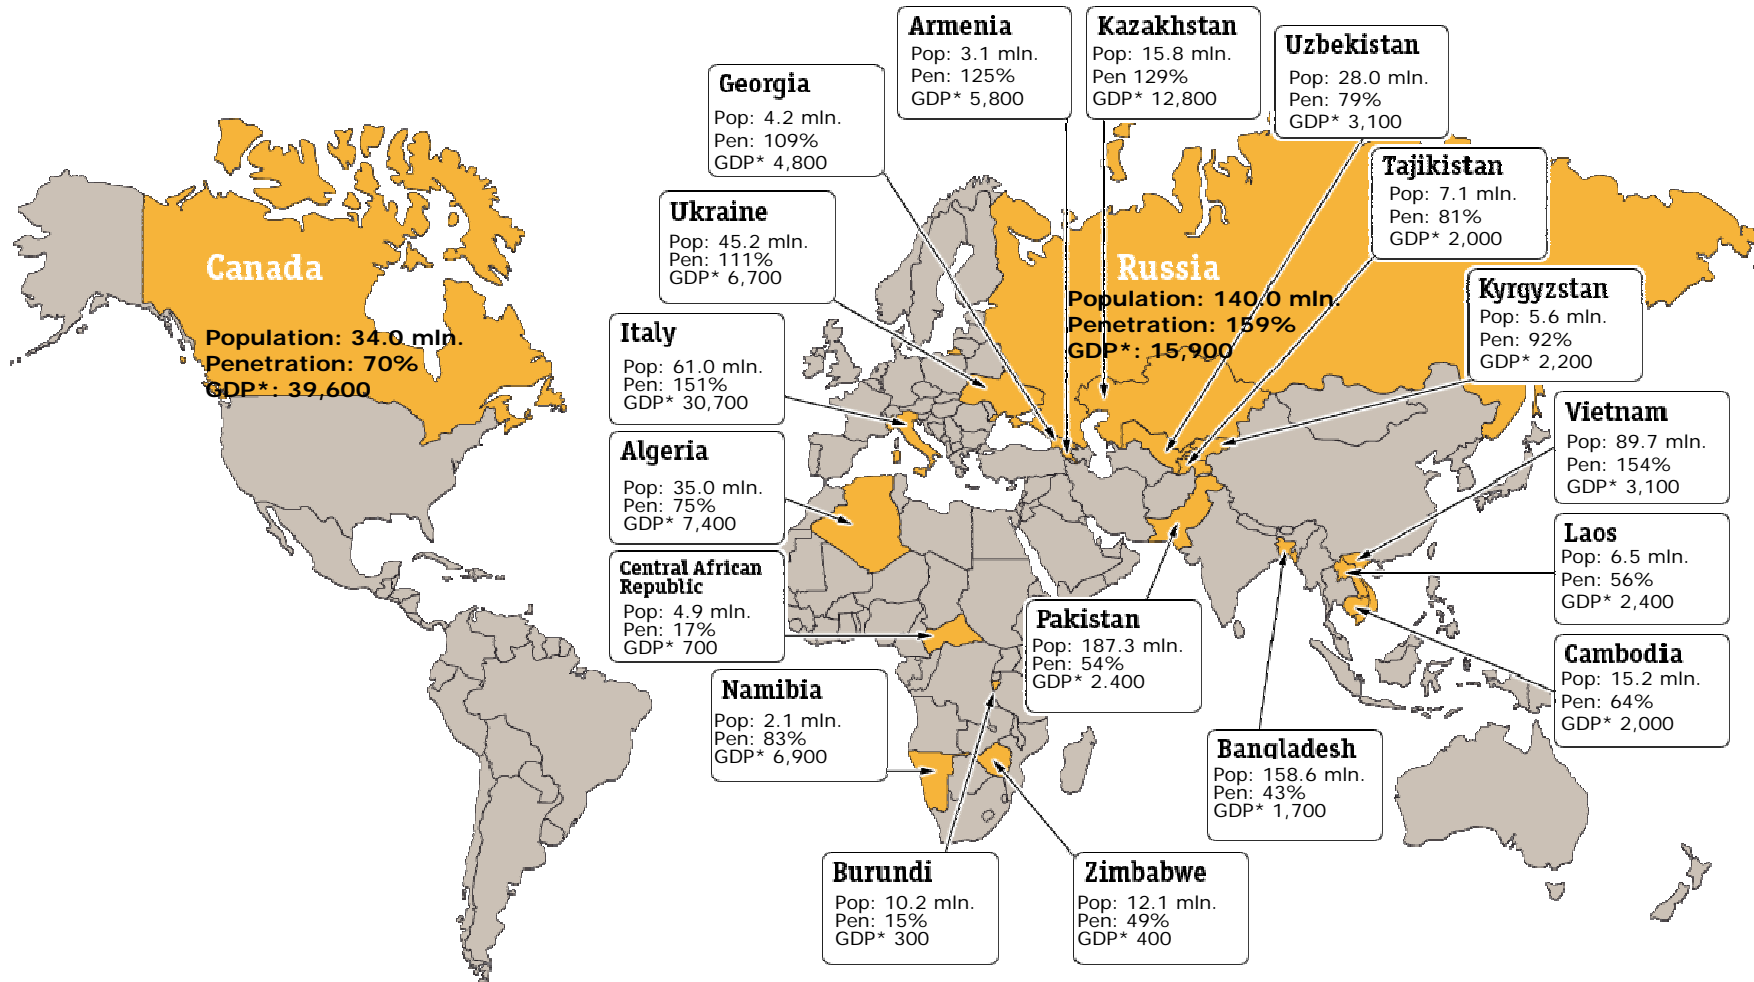 Armenia
Pop: 3.1 mln.
Pen: 125%
GDP* 5,800
Kazakhstan
Pop: 15.8 mln.
Pen 129%
GDP* 12,800
Uzbekistan
Pop: 28.0 mln.
Pen: 79%
GDP* 3,100
Georgia
Pop: 4.2 mln.
Pen: 109%
GDP* 4,800
Tajikistan
Pop: 7.1 mln.
Pen: 81%
GDP* 2,000
Ukraine
Pop: 45.2 mln.
Pen: 111%
GDP* 6,700
Canada
Population: 34.0 mln.
Penetration: 70%
GDP*: 39,600
Russia
Population: 140.0 mln.
Penetration: 159%
GDP*: 15,900
Kyrgyzstan
Pop: 5.6 mln.
Pen: 92%
GDP* 2,200
Italy
Pop: 61.0 mln.
Pen: 151%
GDP* 30,700
Vietnam
Pop: 89.7 mln.
Pen: 154%
GDP* 3,100
Algeria
Pop: 35.0 mln.
Pen: 75%
GDP* 7,400
Laos
Pop: 6.5 mln.
Pen: 56%
GDP* 2,400
Central African
Republic
Pop: 4.9 mln.
Pen: 17%
GDP* 700
Pakistan
Pop: 187.3 mln.
Pen: 54%
GDP* 2.400
Cambodia
Pop: 15.2 mln.
Pen: 64%
GDP* 2,000
Namibia
Pop: 2.1 mln.
Pen: 83%
GDP* 6,900
Bangladesh
Pop: 158.6 mln.
Pen: 43%
GDP* 1,700
Burundi
Pop: 10.2 mln.
Pen: 15%
GDP* 300
Zimbabwe
Pop: 12.1 mln.
Pen: 49%
GDP* 400